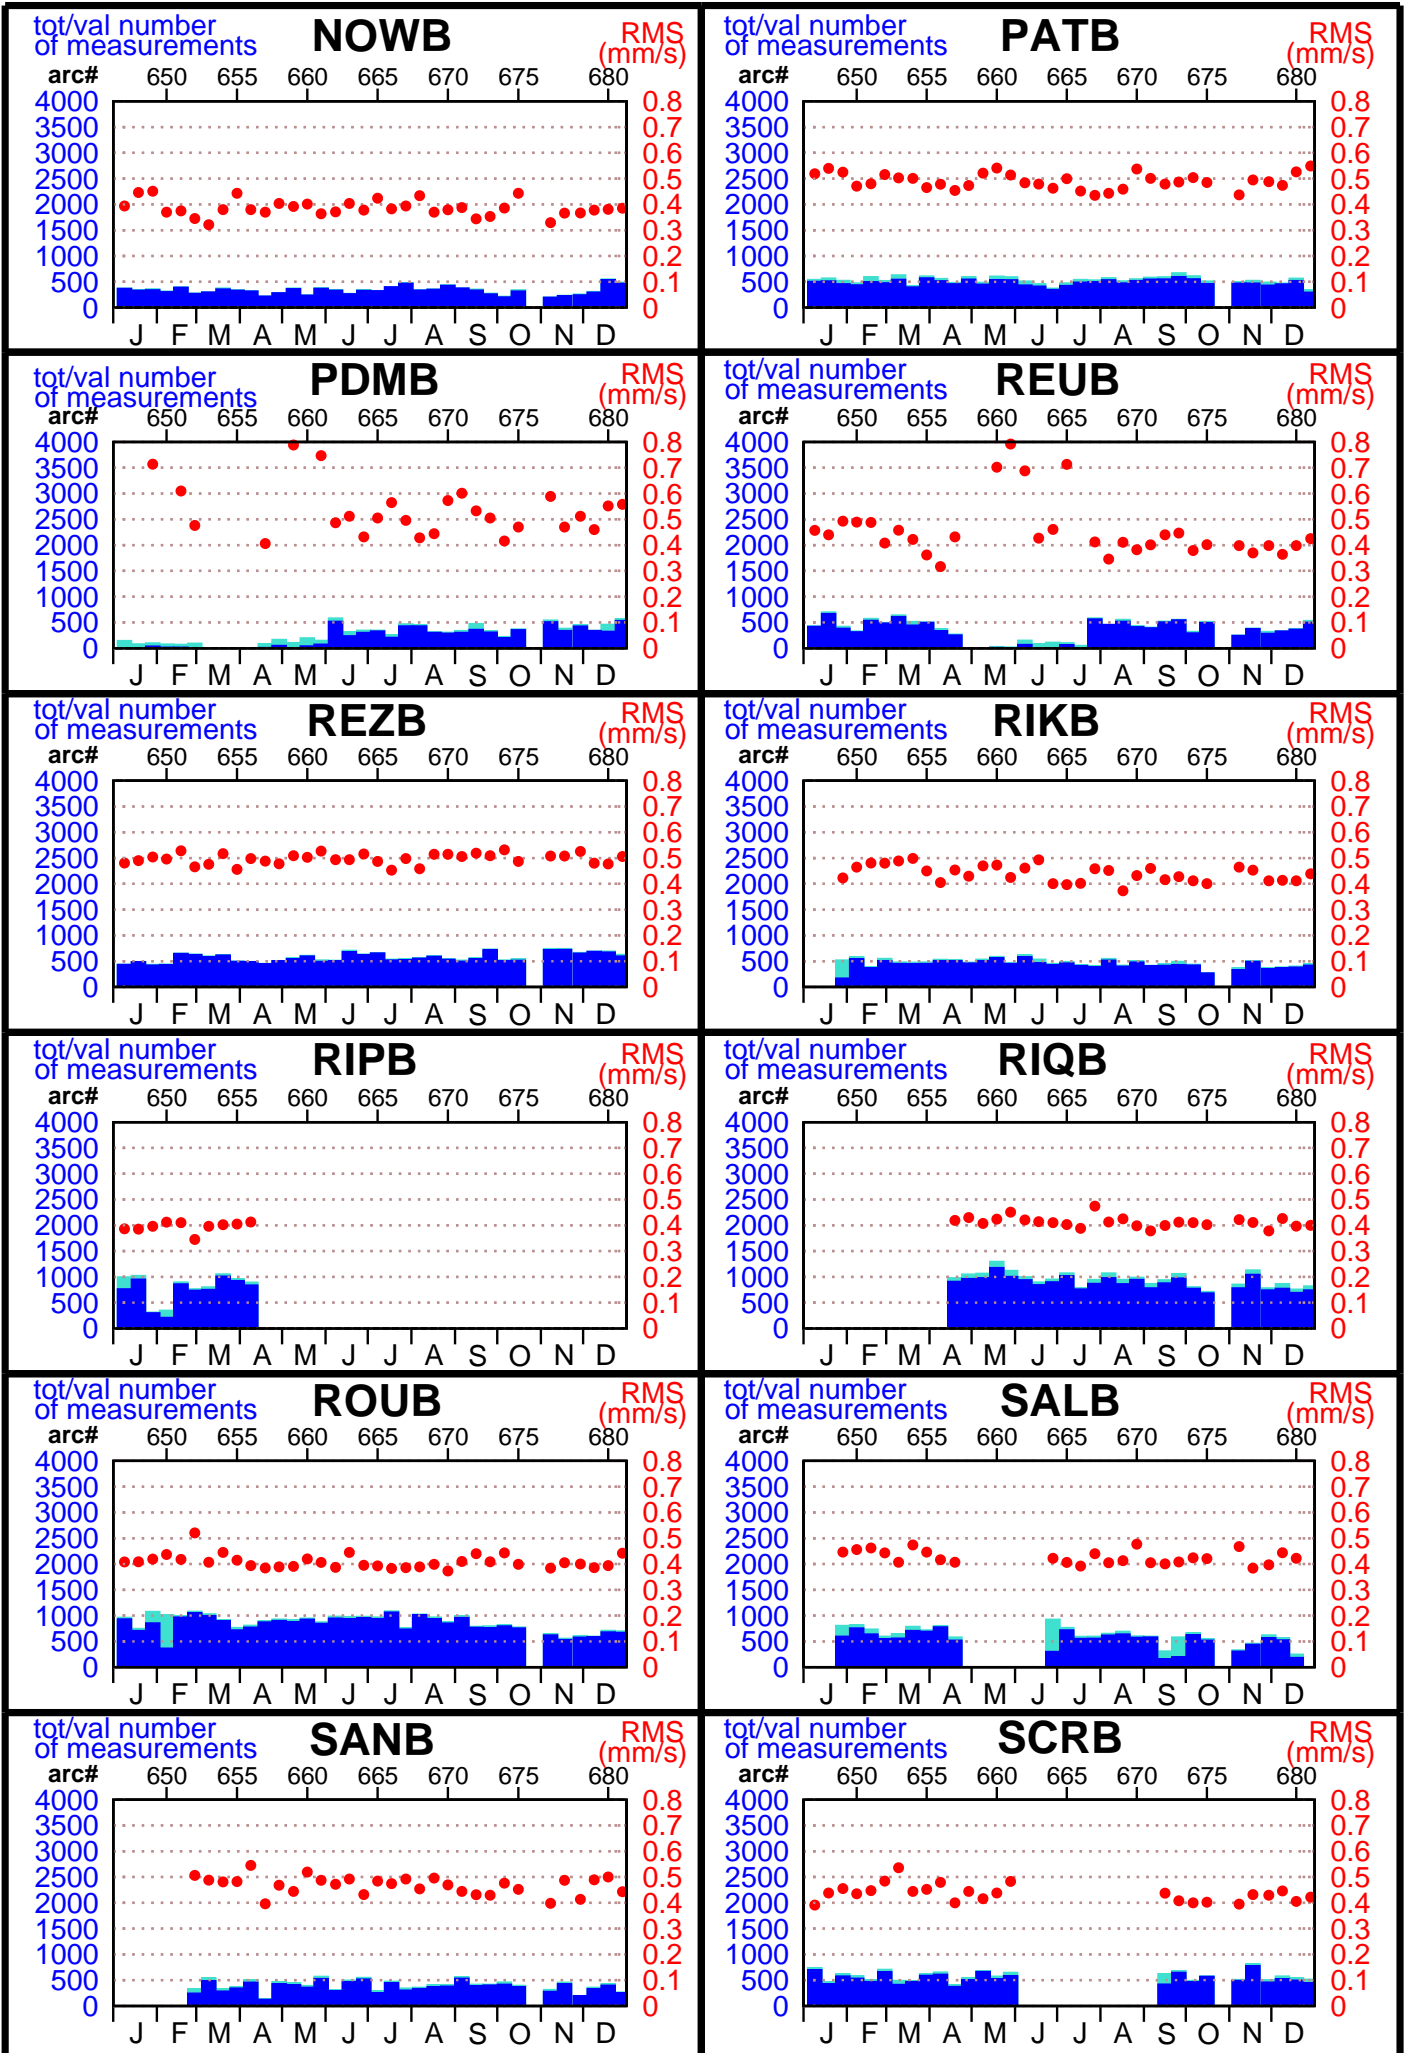 tot/val number
of measurements
NOWB
RMS
(mm/s)
arc# 650 655 660 665 670 675 680
4000 0.8
3500 0.7
3000 0.6
2500 0.5
2000 0.4
1500 0.3
1000 0.2
500 0.1
0 0
J F M A M J J A S O N D
tot/val number
of measurements
PATB
RMS
(mm/s)
arc# 650 655 660 665 670 675 680
4000 0.8
3500 0.7
3000 0.6
2500 0.5
2000 0.4
1500 0.3
1000 0.2
500 0.1
0 0
J F M A M J J A S O N D
tot/val number
of measurements
PDMB
RMS
(mm/s)
arc# 650 655 660 665 670 675 680
4000 0.8
3500 0.7
3000 0.6
2500 0.5
2000 0.4
1500 0.3
1000 0.2
500 0.1
0 0
J F M A M J J A S O N D
tot/val number
of measurements
REUB
RMS
(mm/s)
arc# 650 655 660 665 670 675 680
4000 0.8
3500 0.7
3000 0.6
2500 0.5
2000 0.4
1500 0.3
1000 0.2
500 0.1
0 0
J F M A M J J A S O N D
tot/val number
of measurements
REZB
RMS
(mm/s)
arc# 650 655 660 665 670 675 680
4000 0.8
3500 0.7
3000 0.6
2500 0.5
2000 0.4
1500 0.3
1000 0.2
500 0.1
0 0
J F M A M J J A S O N D
tot/val number
of measurements
RIKB
RMS
(mm/s)
arc# 650 655 660 665 670 675 680
4000 0.8
3500 0.7
3000 0.6
2500 0.5
2000 0.4
1500 0.3
1000 0.2
500 0.1
0 0
J F M A M J J A S O N D
tot/val number
of measurements
RIPB
RMS
(mm/s)
arc# 650 655 660 665 670 675 680
4000 0.8
3500 0.7
3000 0.6
2500 0.5
2000 0.4
1500 0.3
1000 0.2
500 0.1
0 0
J F M A M J J A S O N D
tot/val number
of measurements
RIQB
RMS
(mm/s)
arc# 650 655 660 665 670 675 680
4000 0.8
3500 0.7
3000 0.6
2500 0.5
2000 0.4
1500 0.3
1000 0.2
500 0.1
0 0
J F M A M J J A S O N D
tot/val number
of measurements
ROUB
RMS
(mm/s)
arc# 650 655 660 665 670 675 680
4000 0.8
3500 0.7
3000 0.6
2500 0.5
2000 0.4
1500 0.3
1000 0.2
500 0.1
0 0
J F M A M J J A S O N D
tot/val number
of measurements
SALB
RMS
(mm/s)
arc# 650 655 660 665 670 675 680
4000 0.8
3500 0.7
3000 0.6
2500 0.5
2000 0.4
1500 0.3
1000 0.2
500 0.1
0 0
J F M A M J J A S O N D
tot/val number
of measurements
SANB
RMS
(mm/s)
arc# 650 655 660 665 670 675 680
4000 0.8
3500 0.7
3000 0.6
2500 0.5
2000 0.4
1500 0.3
1000 0.2
500 0.1
0 0
J F M A M J J A S O N D
tot/val number
of measurements
SCRB
RMS
(mm/s)
arc# 650 655 660 665 670 675 680
4000 0.8
3500 0.7
3000 0.6
2500 0.5
2000 0.4
1500 0.3
1000 0.2
500 0.1
0 0
J F M A M J J A S O N D